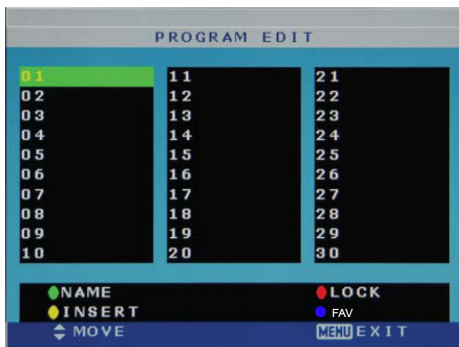 PROGRAM EDIT
01 11 21
02 12 22
03 13 23
04 14 24
05 15 25
06 16 26
07 17 27
08 18 28
09 19 29
10 20 30
NAME LOCK
INSERT FAV
MOVE MENU EXIT